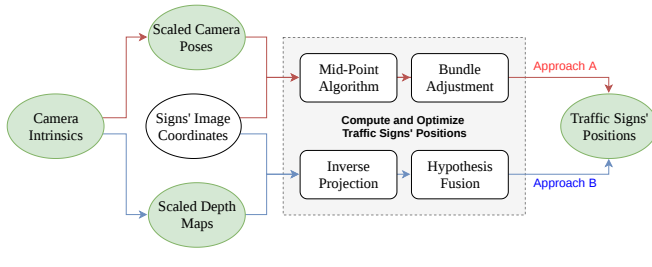 Scaled Camera
Poses
Camera
Intrinsics
Signs' Image
Coordinates
Scaled Depth
Maps
Mid-Point
Algorithm
Bundle
Adjustment
Compute and Optimize
Traffic Signs' Positions
Inverse
Projection
Hypothesis
Fusion
Approach A
Traffic Signs'
Positions
Approach B